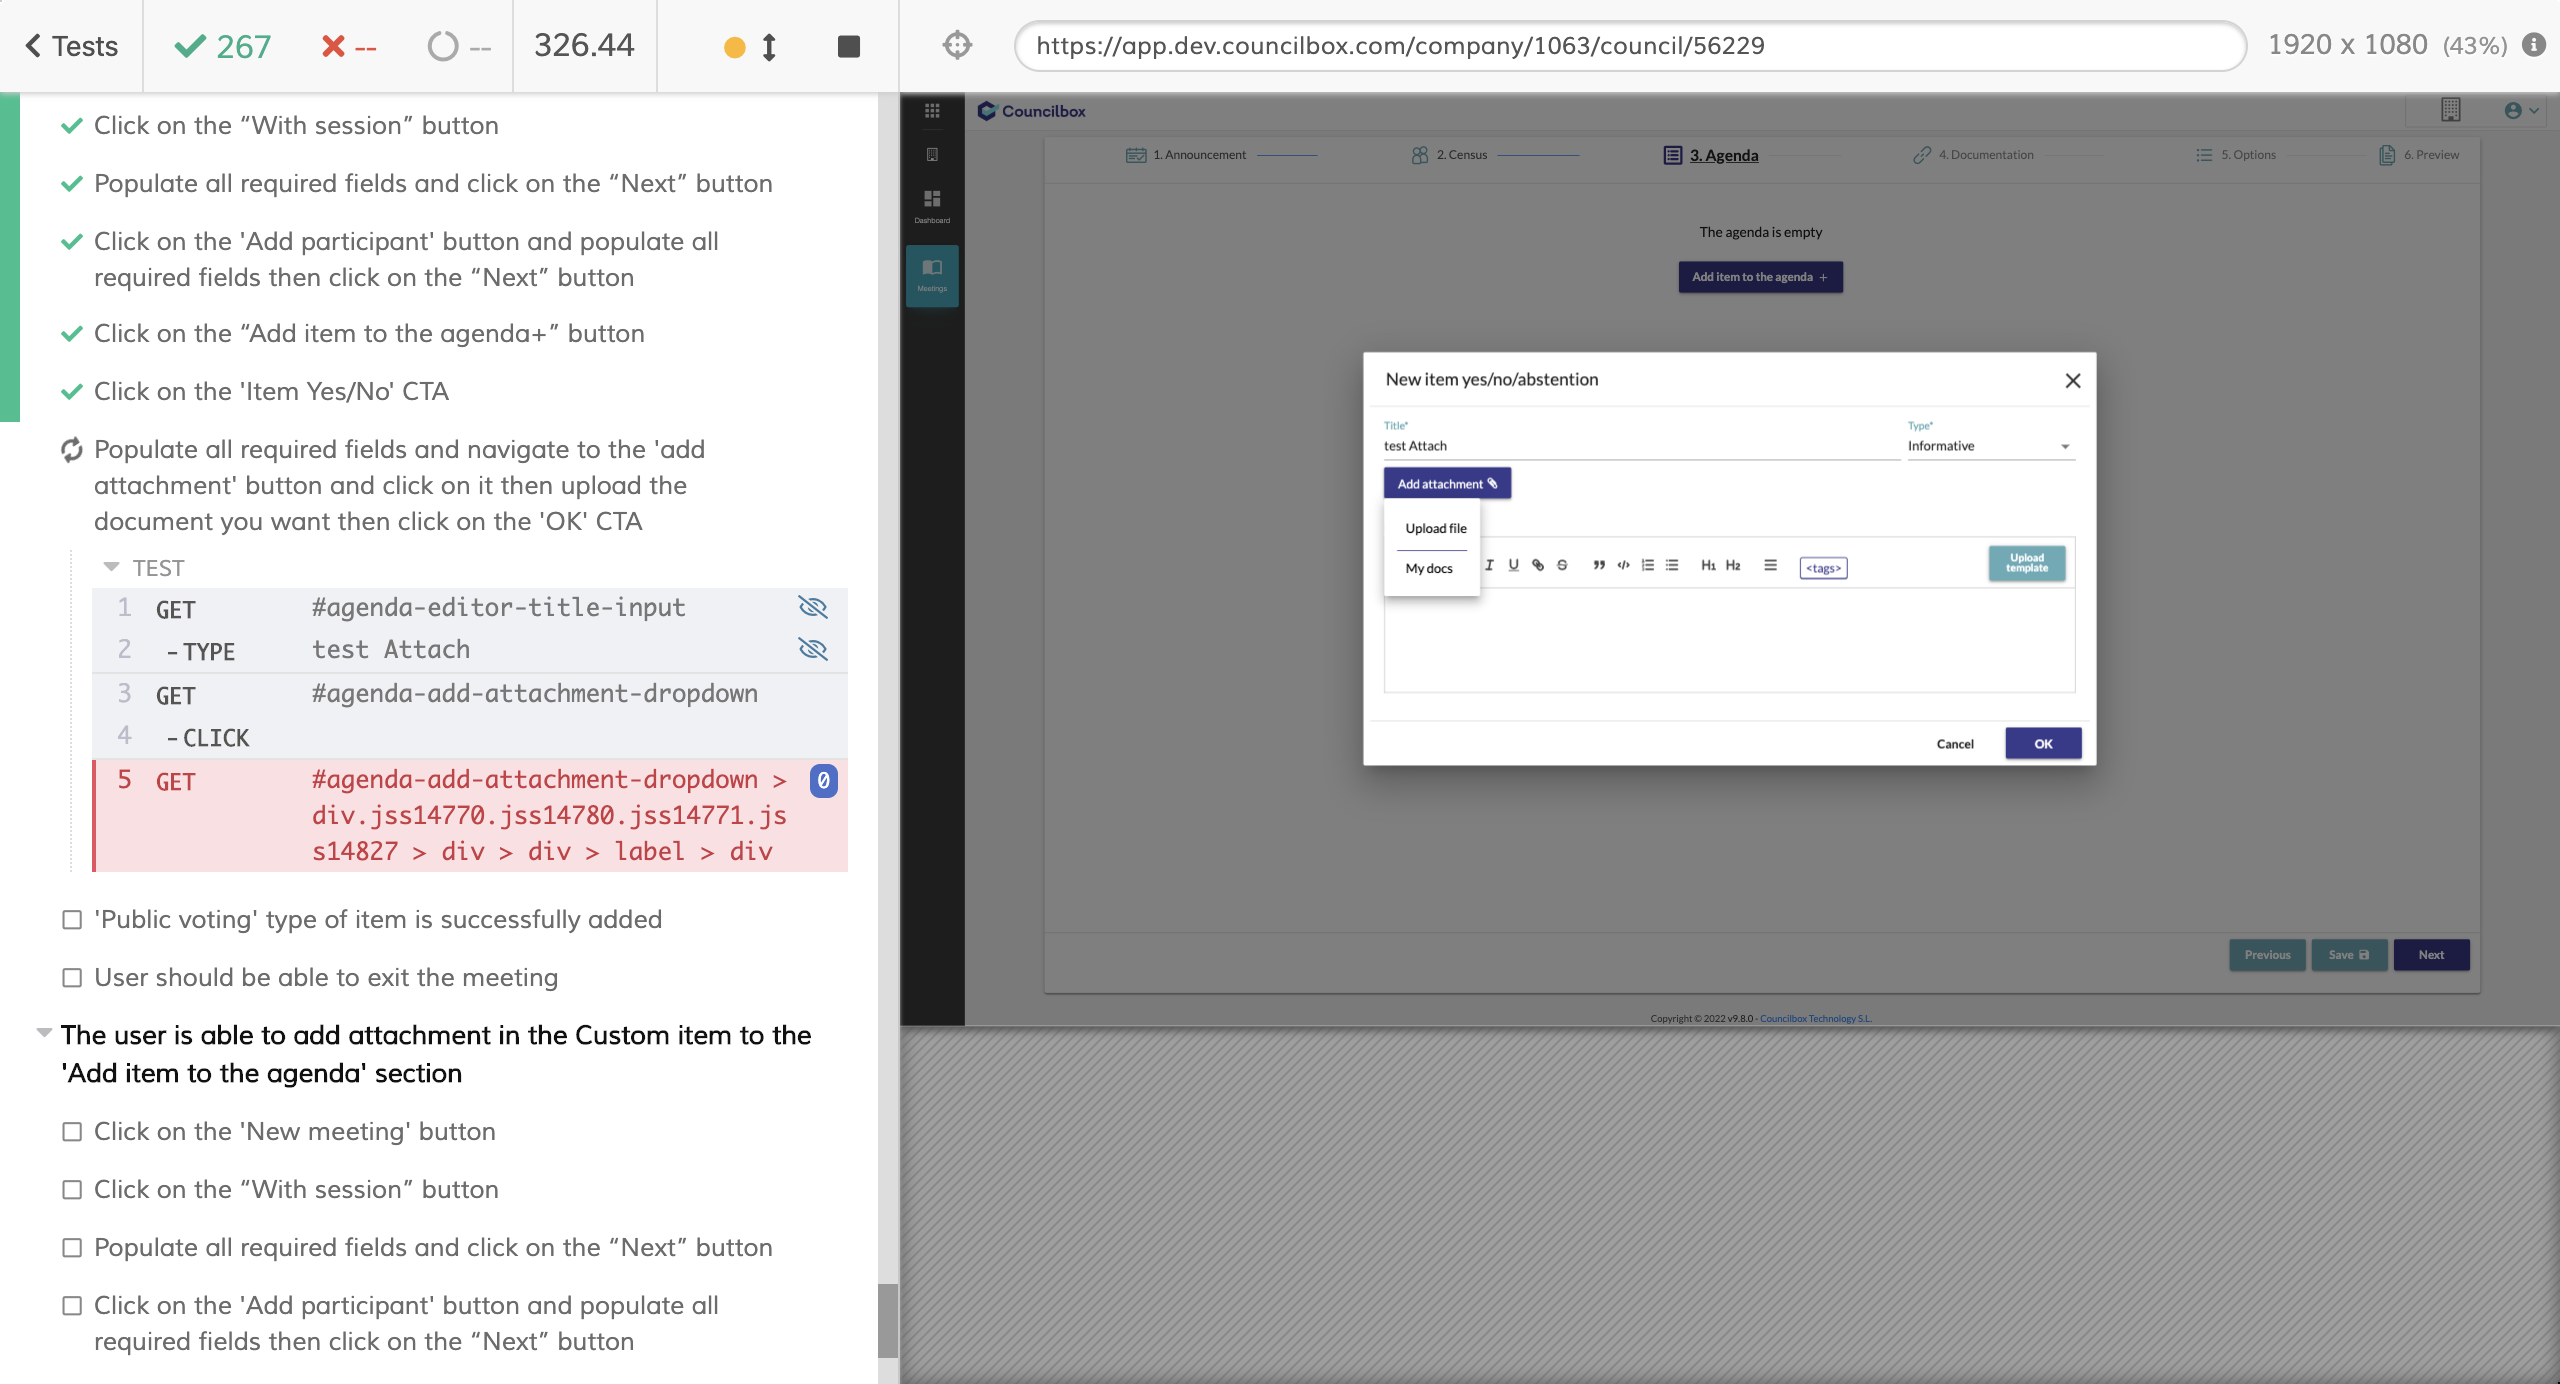 Tests
267
--
--
326.44
https://app.dev.councilbox.com/company/1063/council/56229
1920 x 1080 (43%)
Click on the “With session” button
Populate all required fields and click on the “Next” button
Click on the 'Add participant' button and populate all
required fields then click on the “Next” button
Click on the “Add item to the agenda+” button
Click on the 'Item Yes/No' CTA
Populate all required fields and navigate to the 'add
attachment' button and click on it then upload the
document you want then click on the 'OK' CTA
TEST
1 GET #agenda-editor-title-input
2 -TYPE test Attach
3 GET #agenda-add-attachment-dropdown
4 -CLICK
5 GET #agenda-add-attachment-dropdown > 0
div.jss14770.jss14780.jss14771.js
s14827 > div > div > label > div
'Public voting' type of item is successfully added
User should be able to exit the meeting
The user is able to add attachment in the Custom item to the
'Add item to the agenda' section
Click on the 'New meeting' button
Click on the “With session” button
Populate all required fields and click on the “Next” button
Click on the 'Add participant' button and populate all
required fields then click on the “Next” button
Councilbox
Dashboard
Meetings
1. Announcement 2. Census 3. Agenda 4. Documentation 5. Options 6. Preview
The agenda is empty
Add item to the agenda +
New item yes/no/abstention
Title* Type*
test Attach Informative
Add attachment
Upload file
My docs
I U S ” </> H1 H2 <tags>
Upload
template
Cancel OK
Previous Save Next
Copyright © 2022 v9.8.0 - Councilbox Technology S.L.